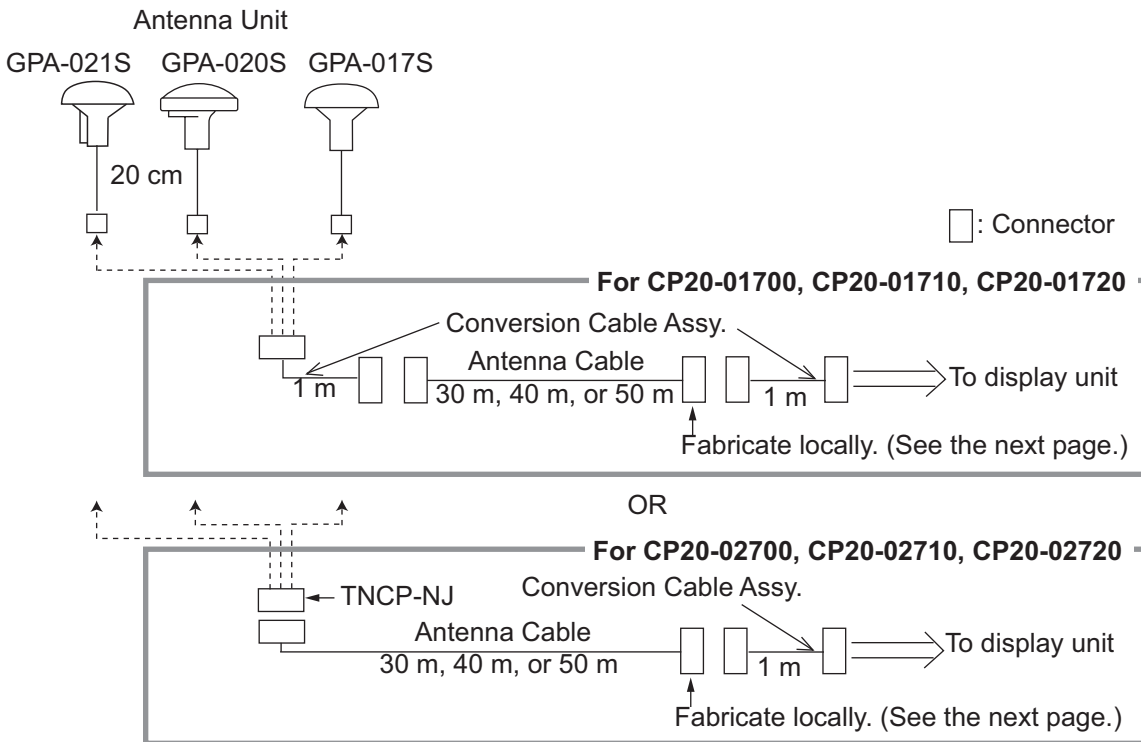 Antenna Unit
GPA-021S GPA-020S GPA-017S
20 cm
: Connector
For CP20-01700, CP20-01710, CP20-01720
Conversion Cable Assy.
Antenna Cable
1 m
30 m, 40 m, or 50 m
1 m
To display unit
Fabricate locally. (See the next page.)
OR
For CP20-02700, CP20-02710, CP20-02720
TNCP-NJ
Conversion Cable Assy.
Antenna Cable
30 m, 40 m, or 50 m
1 m
To display unit
Fabricate locally. (See the next page.)